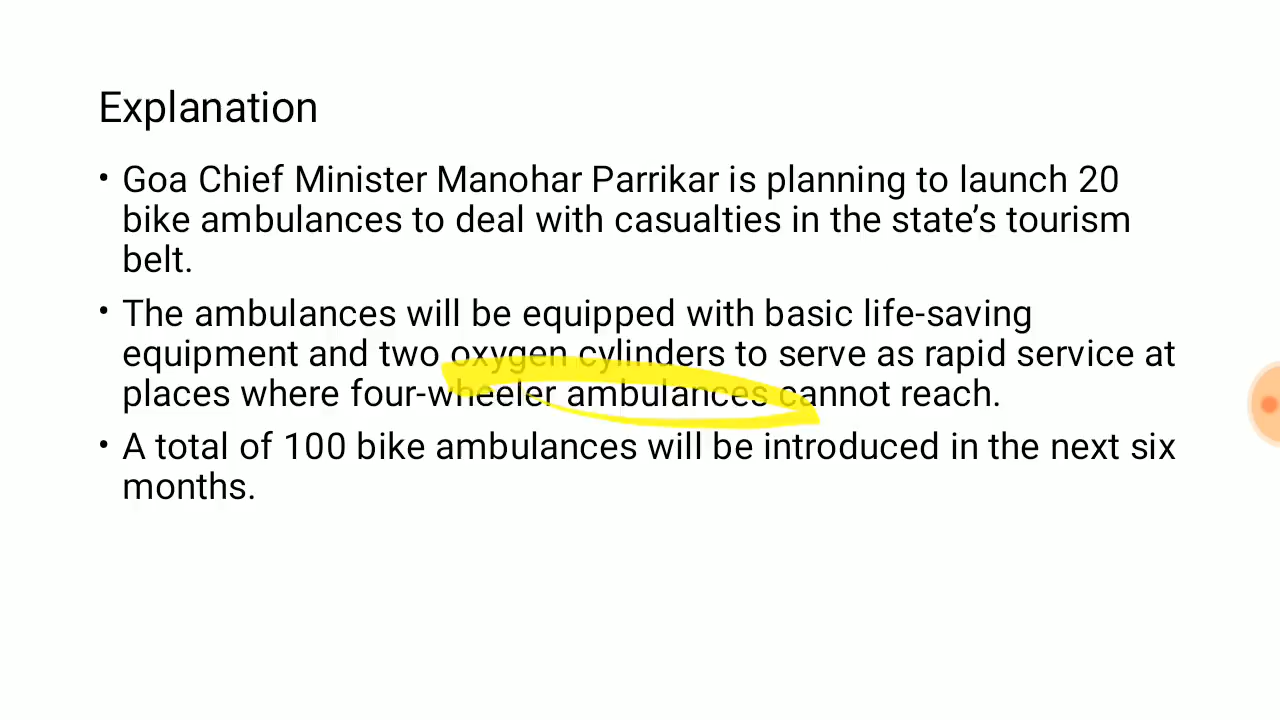 Explanation
• Goa Chief Minister Manohar Parrikar is planning to launch 20
bike ambulances to deal with casualties in the state’s tourism
belt.
• The ambulances will be equipped with basic life-saving
equipment and two oxygen cylinders to serve as rapid service at
places where four-wheeler ambulances cannot reach.
• A total of 100 bike ambulances will be introduced in the next six
months.